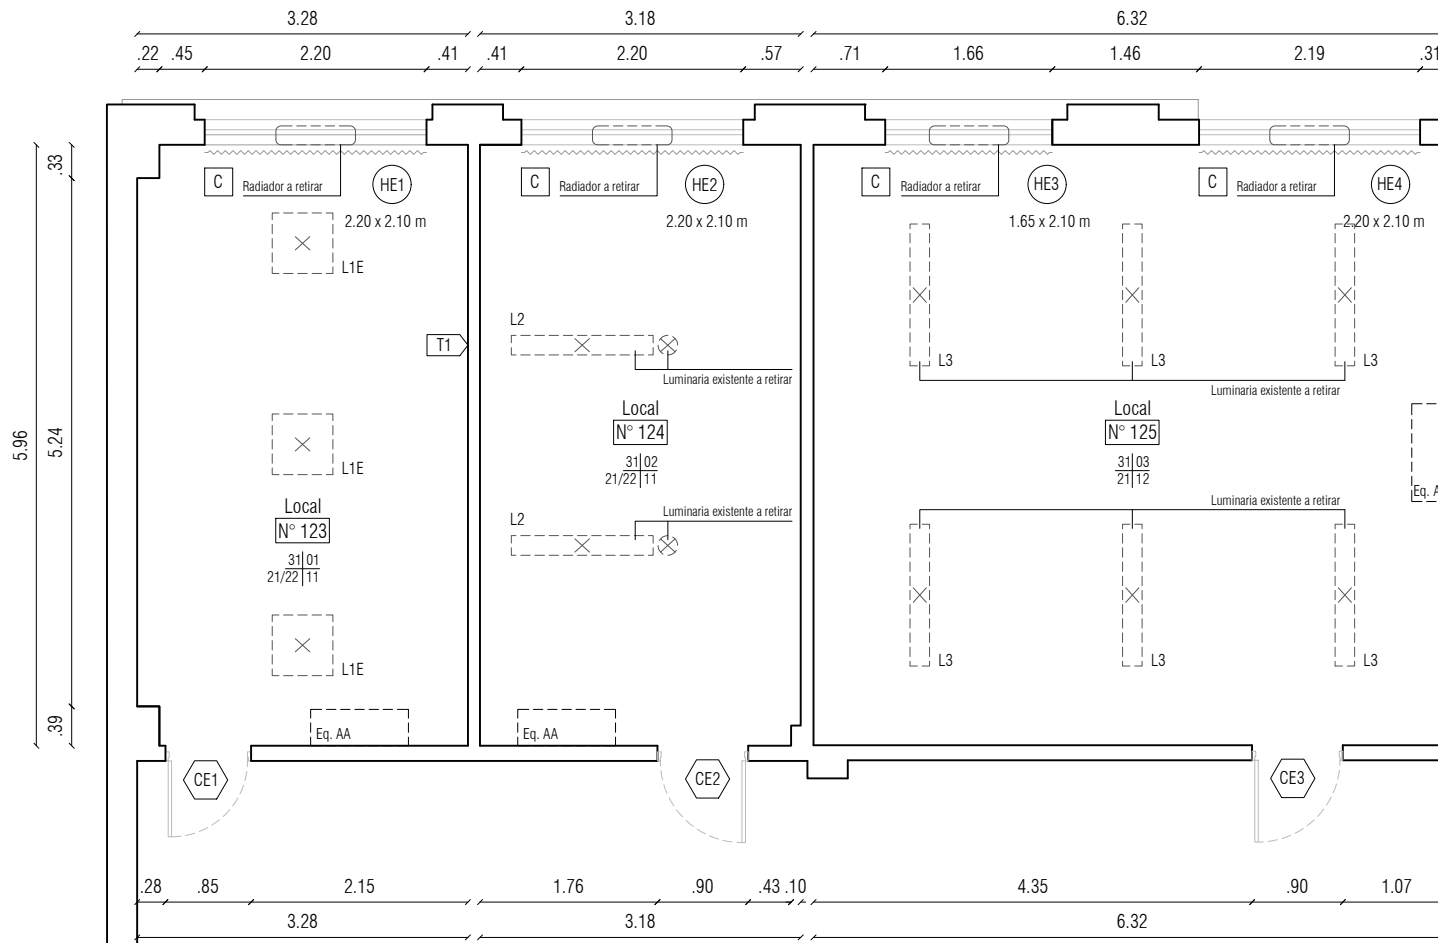 3.28 3.18 6.32
.22 .45 2.20 .41 .41 2.20 .57 .71 1.66 1.46 2.19 .31
.33
5.96
5.24
.39
C Radiador a retirar HE1
2.20 x 2.10 m
C Radiador a retirar HE2
2.20 x 2.10 m
C Radiador a retirar HE3
1.65 x 2.10 m
C Radiador a retirar HE4
2.20 x 2.10 m
L1E
T1
L1E
Local
N° 123
31 01
21/22 11
L1E
Eq. AA
L2
Luminaria existente a retirar
Local
N° 124
31 02
21/22 11
Luminaria existente a retirar
L2
Eq. AA
L3 L3 L3
Luminaria existente a retirar
Local
N° 125
31 03
21 12
Eq. A
Luminaria existente a retirar
L3 L3 L3
CE1 CE2 CE3
.28 .85 2.15 1.76 .90 .43 .10 4.35 .90 1.07
3.28 3.18 6.32